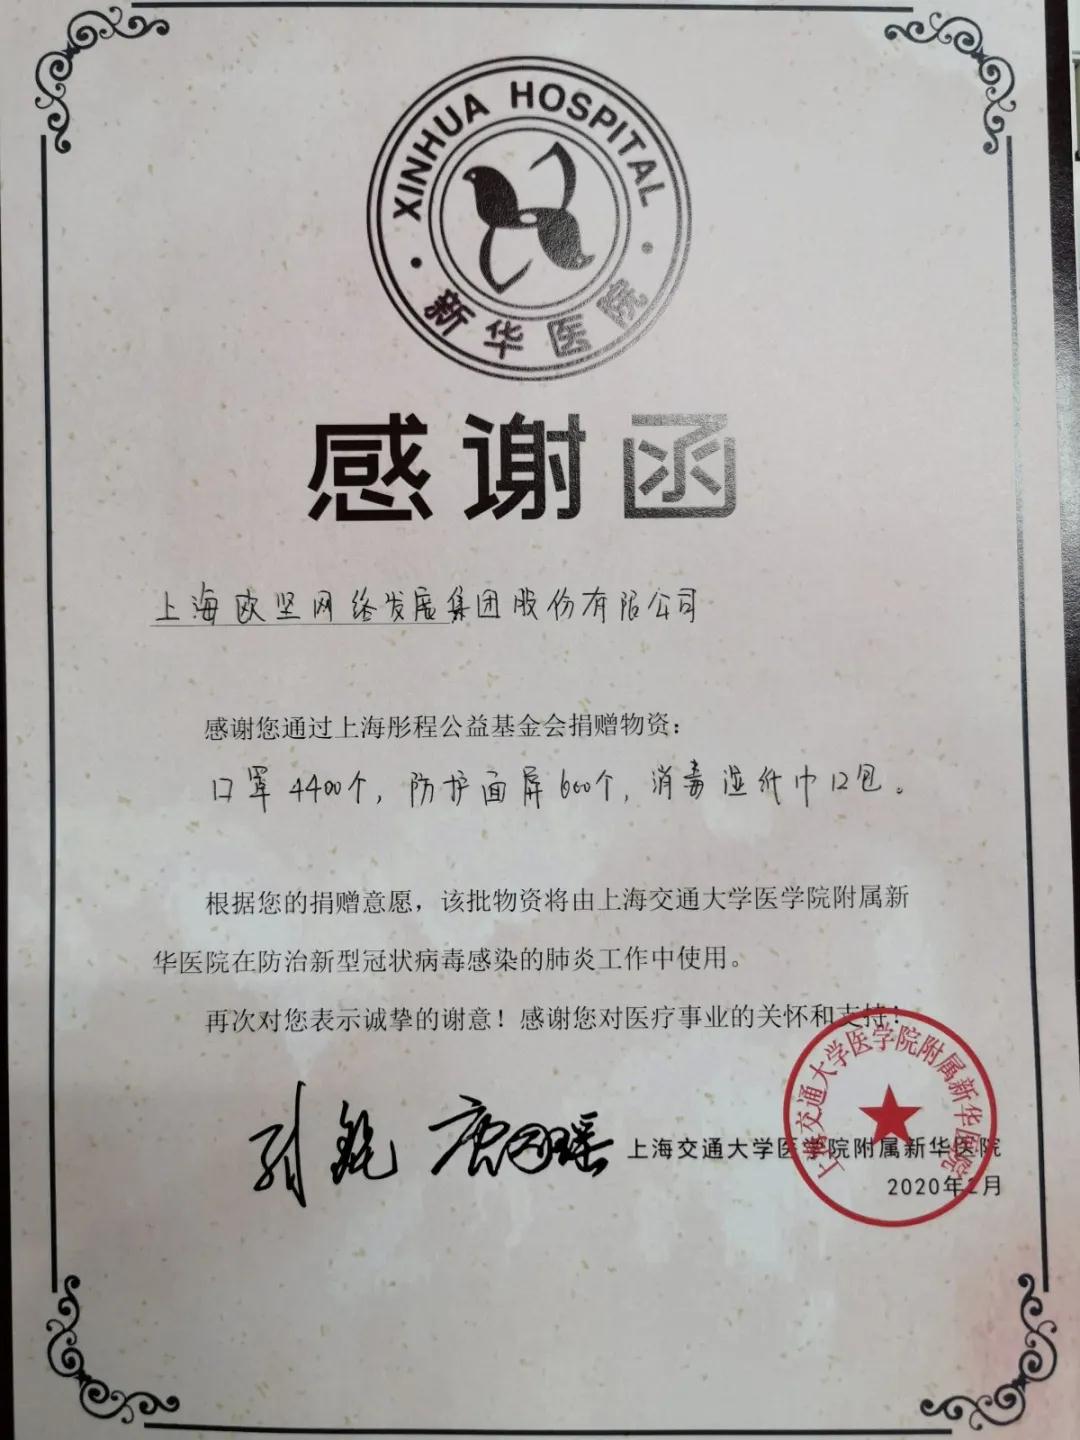 XINHUA HOSPITAL
新华医院
感谢函
上海欧坚网络发展集团股份有限公司
感谢您通过上海彤程公益基金会捐赠物资：
口罩4400个，防护面屏600个，消毒湿纸巾12包。
根据您的捐赠意愿，该批物资将由上海交通大学医学院附属新
华医院在防治新型冠状病毒感染的肺炎工作中使用。
再次对您表示诚挚的谢意！感谢您对医疗事业的关怀和支持！
上海交通大学医学院附属新华医院
上海交通大学医学院附属新华医院
2020年2月